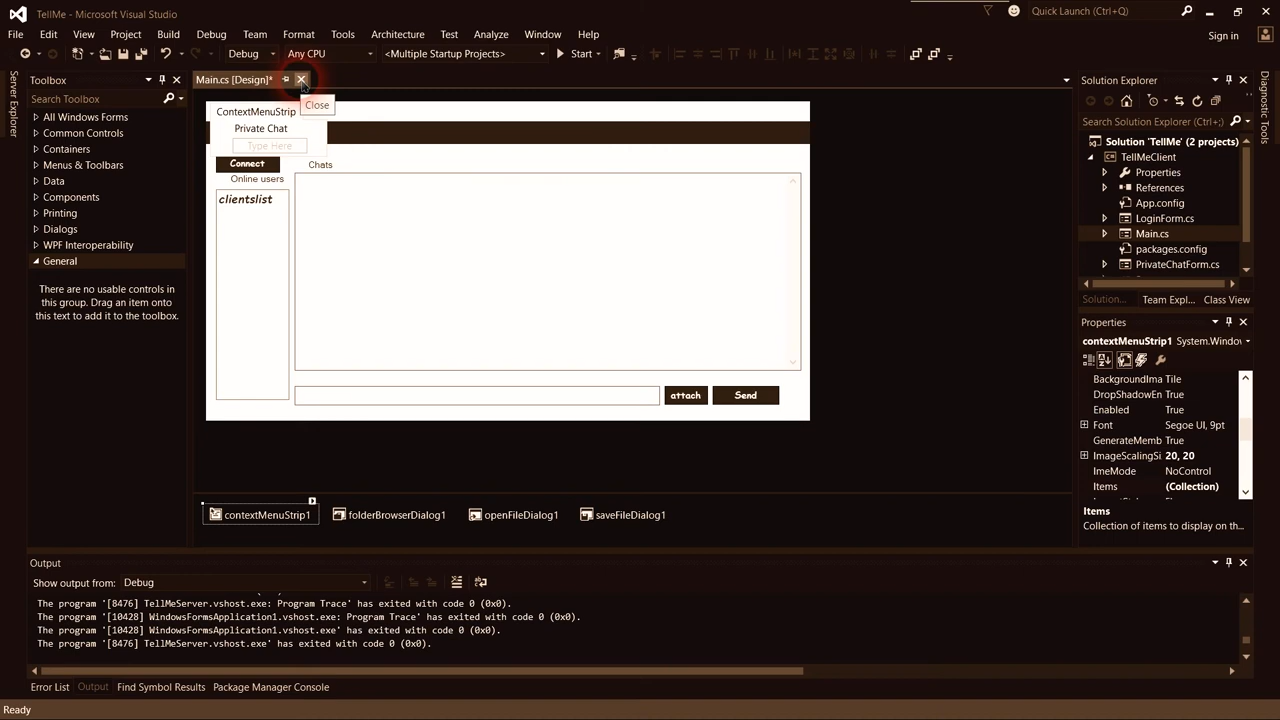 TellMe - Microsoft Visual Studio
Quick Launch (Ctrl+Q)
File Edit View Project Build Debug Team Format Tools Architecture Test Analyze Window Help
Sign in
Debug Any CPU <Multiple Startup Projects> Start
Server Explorer
Toolbox
Search Toolbox
All Windows Forms
Common Controls
Containers
Menus & Toolbars
Data
Components
Printing
Dialogs
WPF Interoperability
General
There are no usable controls in
this group. Drag an item onto
this text to add it to the toolbox.
Main.cs [Design]*
Close
ContextMenuStrip
Private Chat
Type Here
Connect
Chats
Online users
clientslist
attach
Send
contextMenuStrip1
folderBrowserDialog1
openFileDialog1
saveFileDialog1
Solution Explorer
Search Solution Explorer (Ctrl+;)
Solution 'TellMe' (2 projects)
TellMeClient
Properties
References
App.config
LoginForm.cs
Main.cs
packages.config
PrivateChatForm.cs
Solution... Team Expl... Class View
Properties
contextMenuStrip1 System.Window
BackgroundIma Tile
DropShadowEn True
Enabled True
Font Segoe UI, 9pt
GenerateMemb True
ImageScalingSi 20, 20
ImeMode NoControl
Items (Collection)
Items
Collection of items to display on th...
Data Sources
Output
Show output from: Debug
The program '[8476] TellMeServer.vshost.exe: Program Trace' has exited with code 0 (0x0).
The program '[10428] WindowsFormsApplication1.vshost.exe: Program Trace' has exited with code 0 (0x0).
The program '[10428] WindowsFormsApplication1.vshost.exe' has exited with code 0 (0x0).
The program '[8476] TellMeServer.vshost.exe' has exited with code 0 (0x0).
Error List Output Find Symbol Results Package Manager Console
Ready